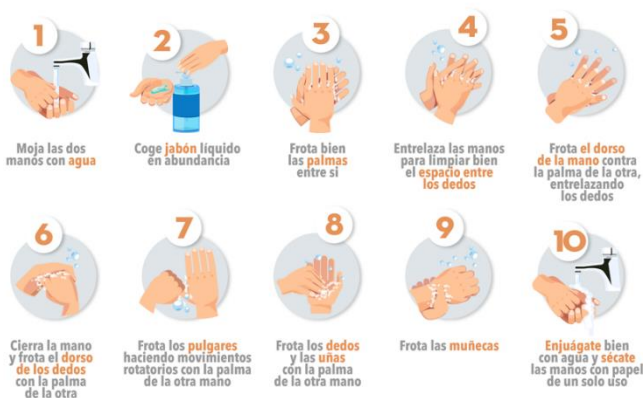 1
Moja las dos
manos con agua
2
Coge jabón líquido
en abundancia
3
Frota bien
las palmas
entre si
4
Entrelaza las manos
para limpiar bien
el espacio entre
los dedos
5
Frota el dorso
de la mano contra
la palma de la otra,
entrelazando
los dedos
6
Cierra la mano
y frota el dorso
de los dedos
con la palma
de la otra
7
Frota los pulgares
haciendo movimientos
rotatorios con la palma
de la otra mano
8
Frota los dedos
y las uñas
con la palma
de la otra mano
9
Frota las muñecas
10
Enjuágate bien
con agua y sécate
las manos con papel
de un solo uso